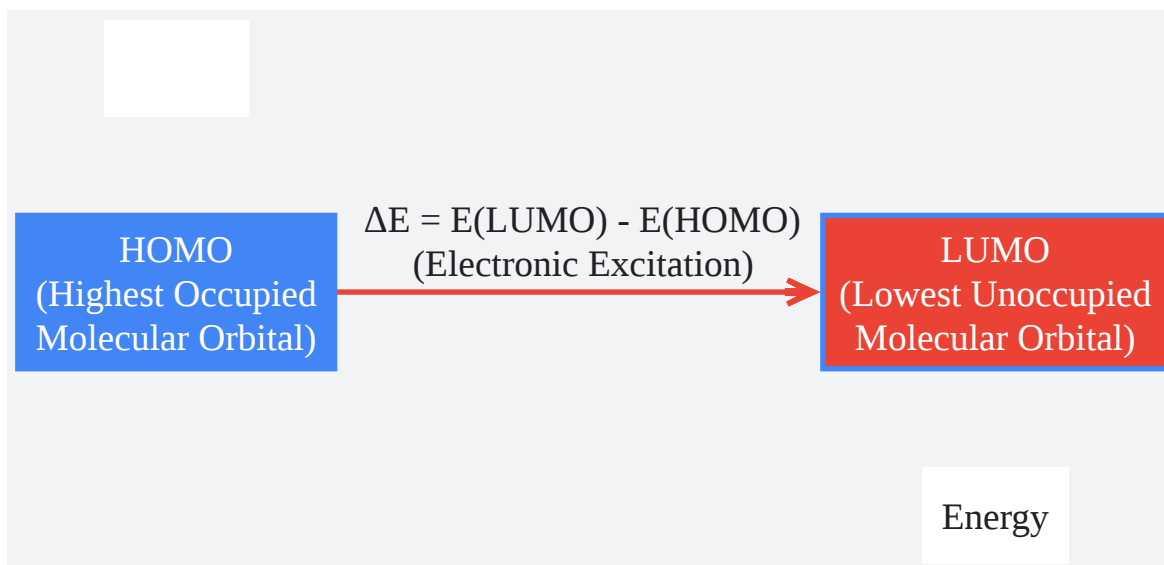 HOMO
(Highest Occupied
Molecular Orbital)
ΔE = E(LUMO) - E(HOMO)
(Electronic Excitation)
LUMO
(Lowest Unoccupied
Molecular Orbital)
Energy